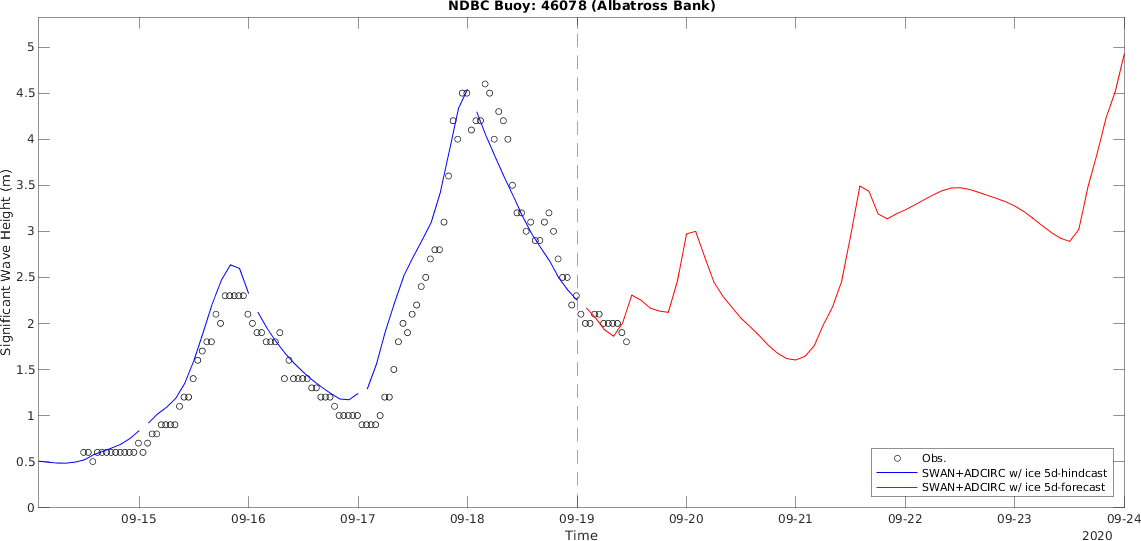 NDBC Buoy: 46078 (Albatross Bank)
Significant Wave Height (m)
5
4.5
4
3.5
3
2.5
2
1.5
1
0.5
0
Obs.
SWAN+ADCIRC w/ ice 5d-hindcast
SWAN+ADCIRC w/ ice 5d-forecast
09-15 09-16 09-17 09-18 09-19 09-20 09-21 09-22 09-23 09-24
Time
2020